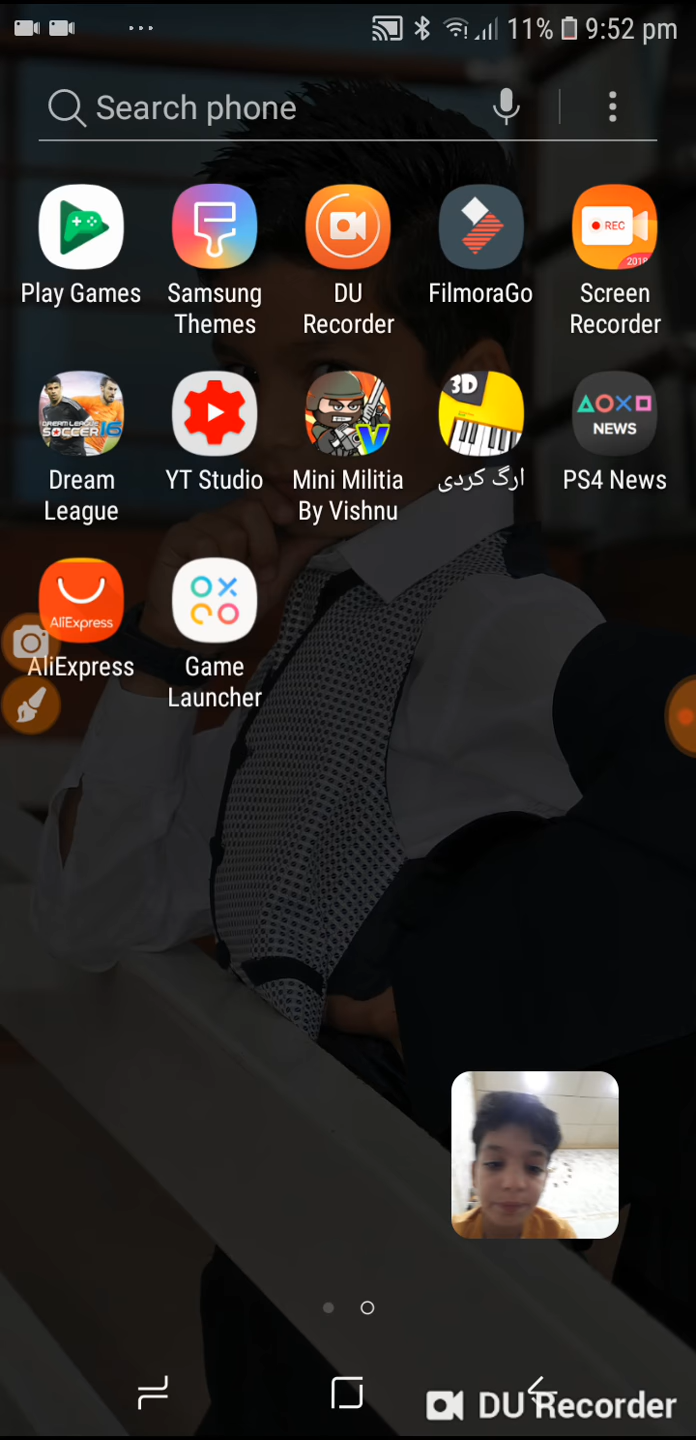 11% 9:52 pm
Search phone
Play Games
Samsung
Themes
DU
Recorder
FilmoraGo
REC
2018
Screen
Recorder
DREAM LEAGUE
SOCCER 16
Dream
League
YT Studio
V
Mini Militia
By Vishnu
3D
ارگ کردی
NEWS
PS4 News
AliExpress
AliExpress
Game
Launcher
DU Recorder